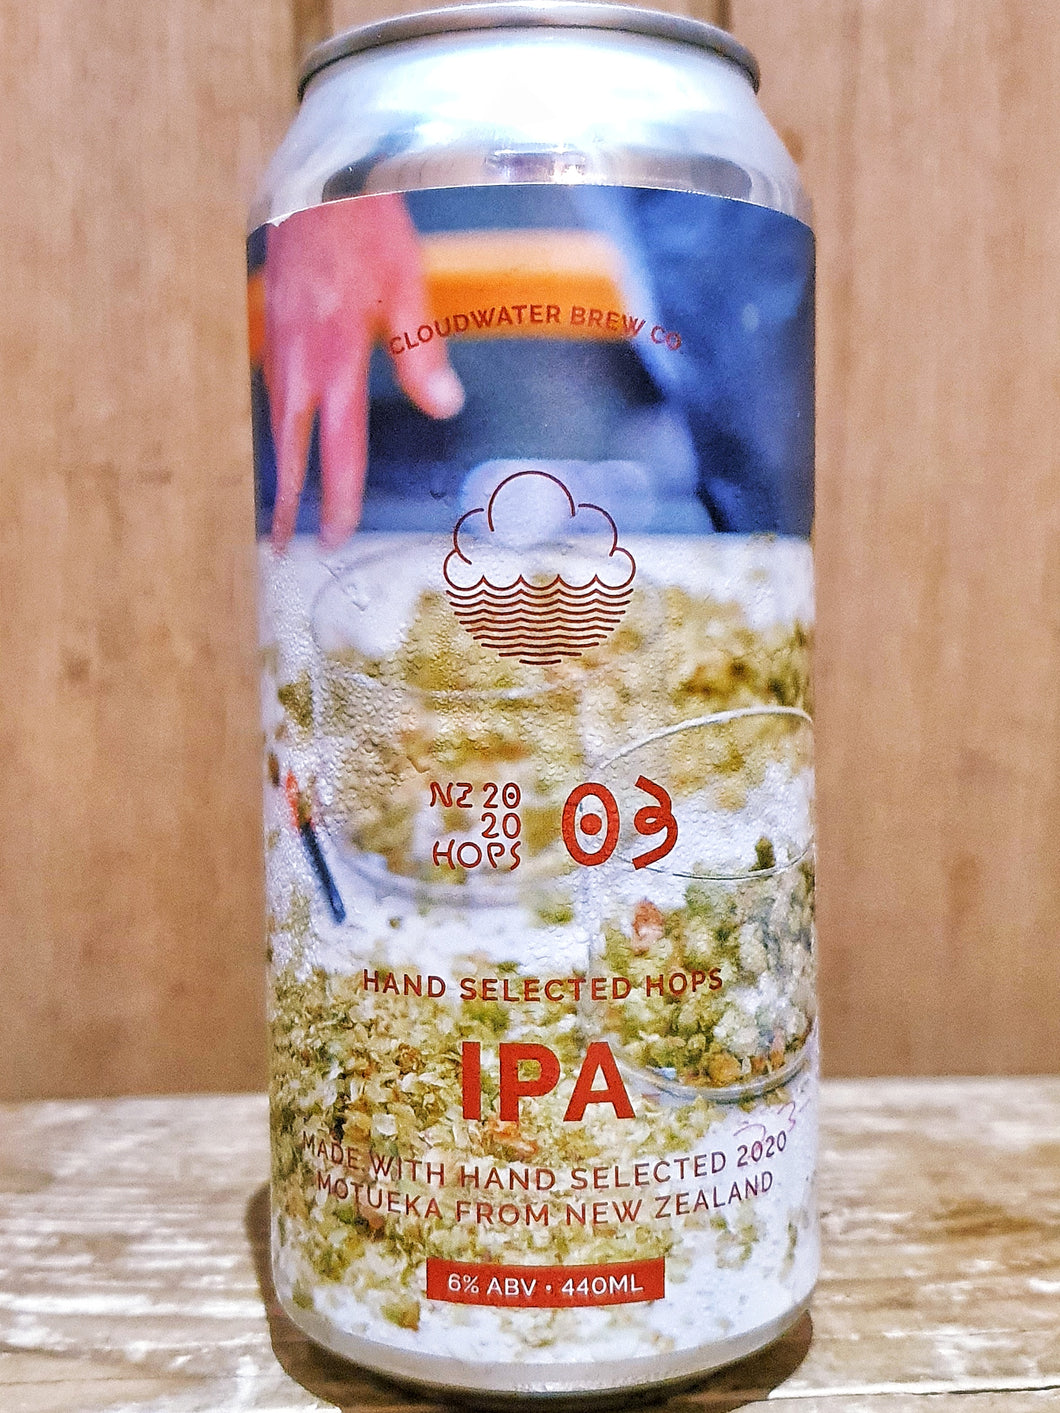 CLOUDWATER BREW CO
NZ 20
20
HOPS
03
HAND SELECTED HOPS
IPA
MADE WITH HAND SELECTED 2020
MOTUEKA FROM NEW ZEALAND
6% ABV • 440ML